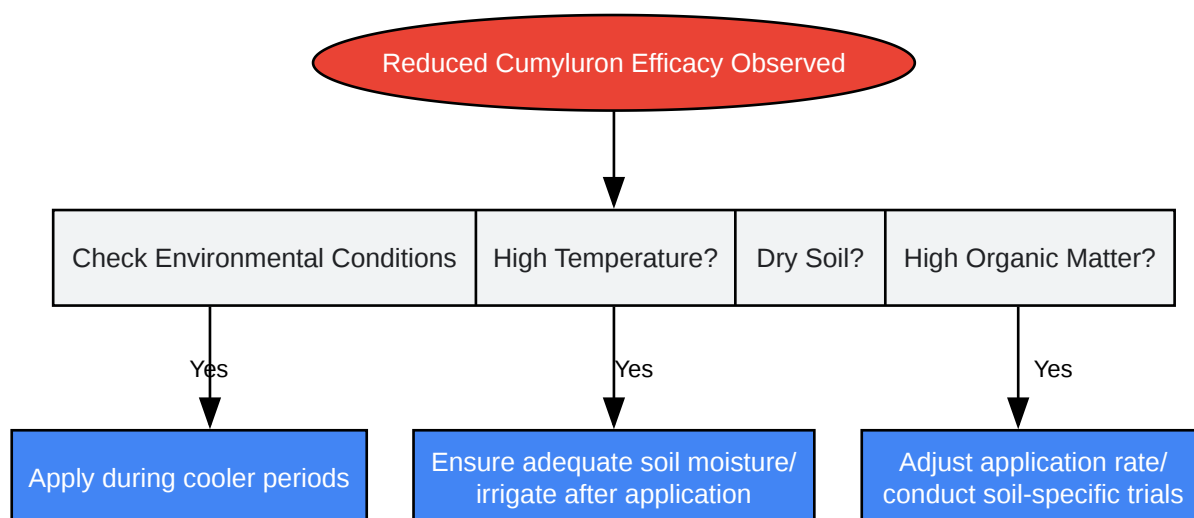 Reduced Cumyluron Efficacy Observed
Check Environmental Conditions
High Temperature?
Dry Soil?
High Organic Matter?
Yes
Yes
Yes
Apply during cooler periods
Ensure adequate soil moisture/
irrigate after application
Adjust application rate/
conduct soil-specific trials